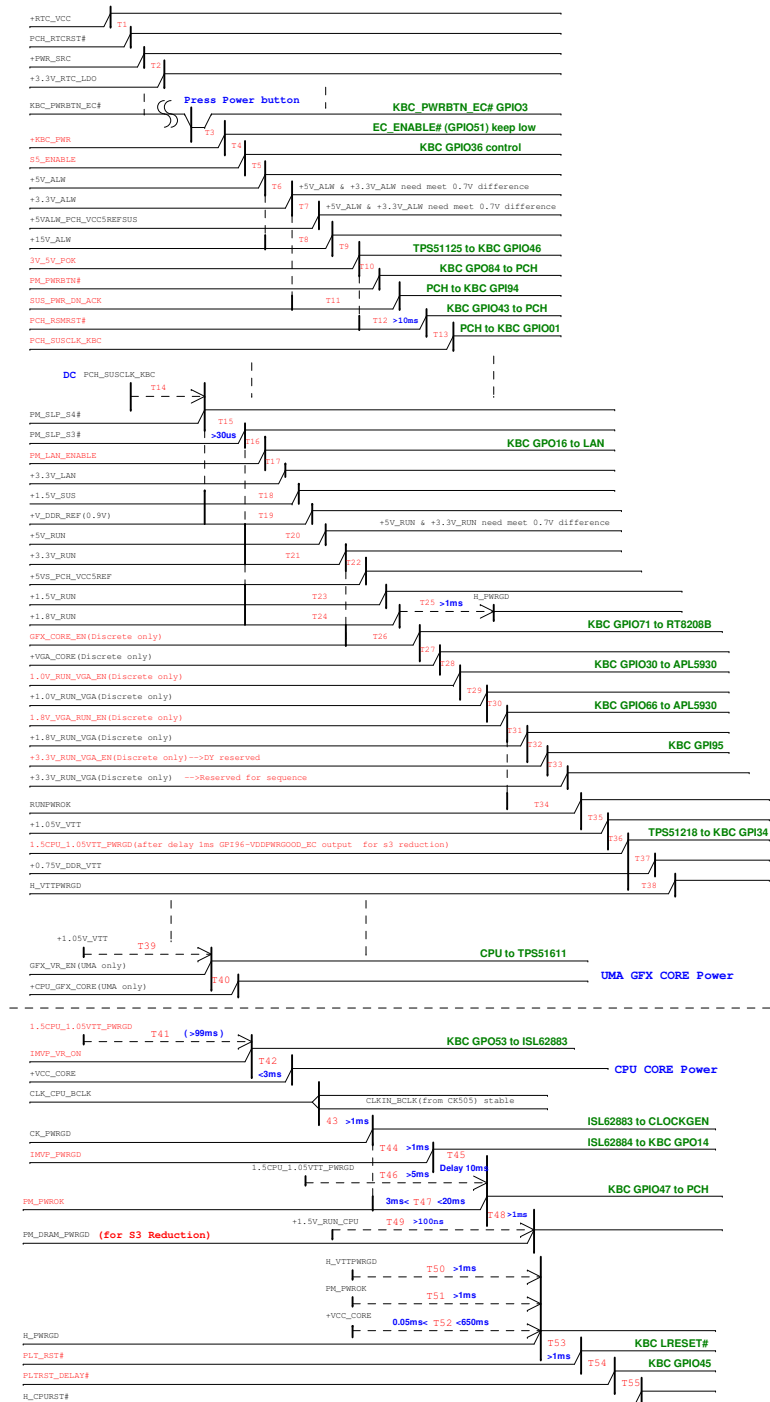 +RTC_VCC
T1
PCH_RTCRST#
+PWR_SRC
T2
+3.3V_RTC_LDO
Press Power button
KBC_PWRBTN_EC#
KBC_PWRBTN_EC# GPIO3
T3
EC_ENABLE# (GPIO51) keep low
+KBC_PWR
T4
KBC GPIO36 control
S5_ENABLE
T5
+5V_ALW
T6
+5V_ALW & +3.3V_ALW need meet 0.7V difference
+3.3V_ALW
T7
+5V_ALW & +3.3V_ALW need meet 0.7V difference
+5VALW_PCH_VCC5REFSUS
+15V_ALW
T8
T9
TPS51125 to KBC GPIO46
3V_5V_POK
T10
KBC GPO84 to PCH
PM_PWRBTN#
PCH to KBC GPI94
SUS_PWR_DN_ACK
T11
KBC GPIO43 to PCH
PCH_RSMRST#
T12 >10ms
PCH to KBC GPIO01
T13
PCH_SUSCLK_KBC
DC PCH_SUSCLK_KBC
T14
PM_SLP_S4#
T15
PM_SLP_S3#
>30us
T16
KBC GPO16 to LAN
PM_LAN_ENABLE
T17
+3.3V_LAN
+1.5V_SUS
T18
+V_DDR_REF(0.9V)
T19
+5V_RUN & +3.3V_RUN need meet 0.7V difference
+5V_RUN
T20
+3.3V_RUN
T21
T22
+5VS_PCH_VCC5REF
+1.5V_RUN
T23
T25 >1ms
H_PWRGD
+1.8V_RUN
T24
KBC GPIO71 to RT8208B
GFX_CORE_EN(Discrete only)
T26
T27
+VGA_CORE(Discrete only)
T28
KBC GPIO30 to APL5930
1.0V_RUN_VGA_EN(Discrete only)
T29
+1.0V_RUN_VGA(Discrete only)
T30
KBC GPIO66 to APL5930
1.8V_VGA_RUN_EN(Discrete only)
T31
+1.8V_RUN_VGA(Discrete only)
T32
KBC GPI95
+3.3V_RUN_VGA_EN(Discrete only)-->DY reserved
T33
+3.3V_RUN_VGA(Discrete only) -->Reserved for sequence
RUNPWROK
T34
T35
+1.05V_VTT
TPS51218 to KBC GPI34
T36
1.5CPU_1.05VTT_PWRGD(after delay 1ms GPI96-VDDPWRGOOD_EC output for s3 reduction)
T37
+0.75V_DDR_VTT
H_VTTPWRGD
T38
+1.05V_VTT
T39
CPU to TPS51611
GFX_VR_EN(UMA only)
UMA GFX CORE Power
T40
+CPU_GFX_CORE(UMA only)
1.5CPU_1.05VTT_PWRGD
T41 (>99ms)
KBC GPO53 to ISL62883
IMVP_VR_ON
T42
CPU CORE Power
+VCC_CORE
<3ms
CLK_CPU_BCLK
CLKIN_BCLK(from CK505) stable
43 >1ms
ISL62883 to CLOCKGEN
CK_PWRGD
T44 >1ms
ISL62884 to KBC GPO14
IMVP_PWRGD
T45
Delay 10ms
1.5CPU_1.05VTT_PWRGD
T46 >5ms
KBC GPIO47 to PCH
PM_PWROK
3ms< T47 <20ms
T48 >1ms
+1.5V_RUN_CPU
T49 >100ns
PM_DRAM_PWRGD (for S3 Reduction)
H_VTTPWRGD
T50 >1ms
PM_PWROK
T51 >1ms
+VCC_CORE
0.05ms< T52 <650ms
H_PWRGD
T53
KBC LRESET#
PLT_RST#
>1ms
T54
KBC GPIO45
PLTRST_DELAY#
T55
H_CPURST#